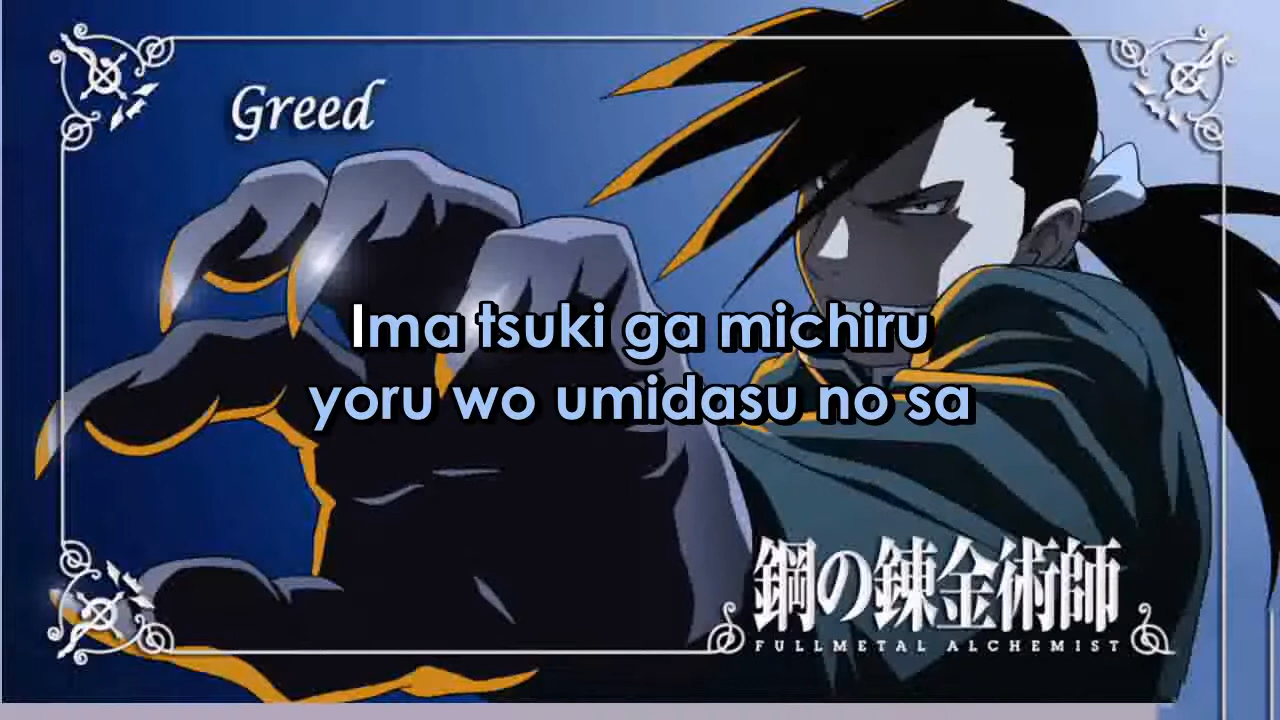 Greed
Ima tsuki ga michiru
yoru wo umidasu no sa
鋼の錬金術師
FULLMETAL ALCHEMIST